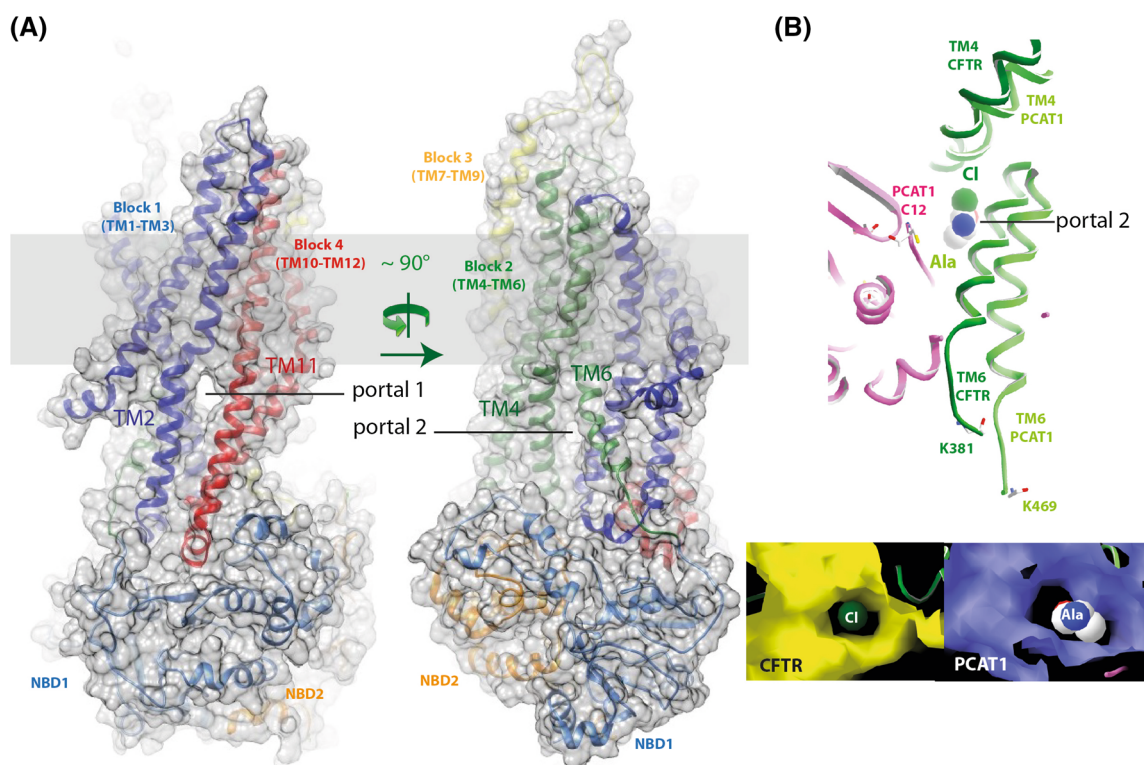 (A)
Block 1
(TM1-TM3)
Block 4
(TM10-TM12)
TM11
TM2
portal 1
portal 2
NBD1
NBD2
~ 90°
Block 3
(TM7-TM9)
Block 2
(TM4-TM6)
TM6
TM4
NBD2
NBD1
(B)
TM4
CFTR
TM4
PCAT1
Cl
PCAT1
C12
portal 2
Ala
TM6
CFTR
TM6
PCAT1
K381
K469
Cl
CFTR
Ala
PCAT1